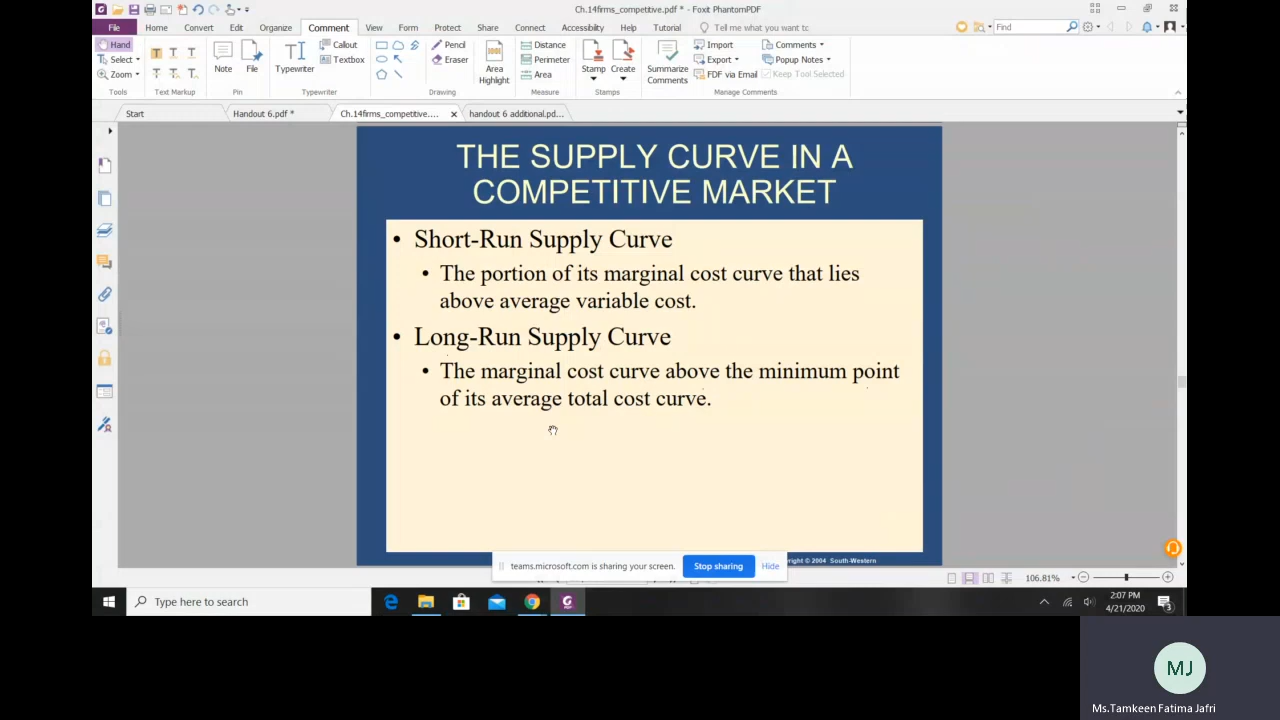 Ch.14firms_competitive.pdf * - Foxit PhantomPDF
File Home Convert Edit Organize Comment View Form Protect Share Connect Accessibility Help Tutorial Tell me what you want tc Find
Hand Callout Pencil Distance Import Comments
Select Note File Typewriter Textbox Eraser Area Highlight Perimeter Stamp Create Summarize Comments Export Popup Notes
Zoom Area FDF via Email Keep Tool Selected
Tools Text Markup Pin Typewriter Drawing Measure Stamps Manage Comments
Start Handout 6.pdf * Ch.14firms_competitive.... handout 6 additional.pd...
THE SUPPLY CURVE IN A
COMPETITIVE MARKET
• Short-Run Supply Curve
• The portion of its marginal cost curve that lies
above average variable cost.
• Long-Run Supply Curve
• The marginal cost curve above the minimum point
of its average total cost curve.
teams.microsoft.com is sharing your screen. Stop sharing Hide
right © 2004 South-Western
106.81%
Type here to search
2:07 PM
4/21/2020
3
MJ
Ms.Tamkeen Fatima Jafri